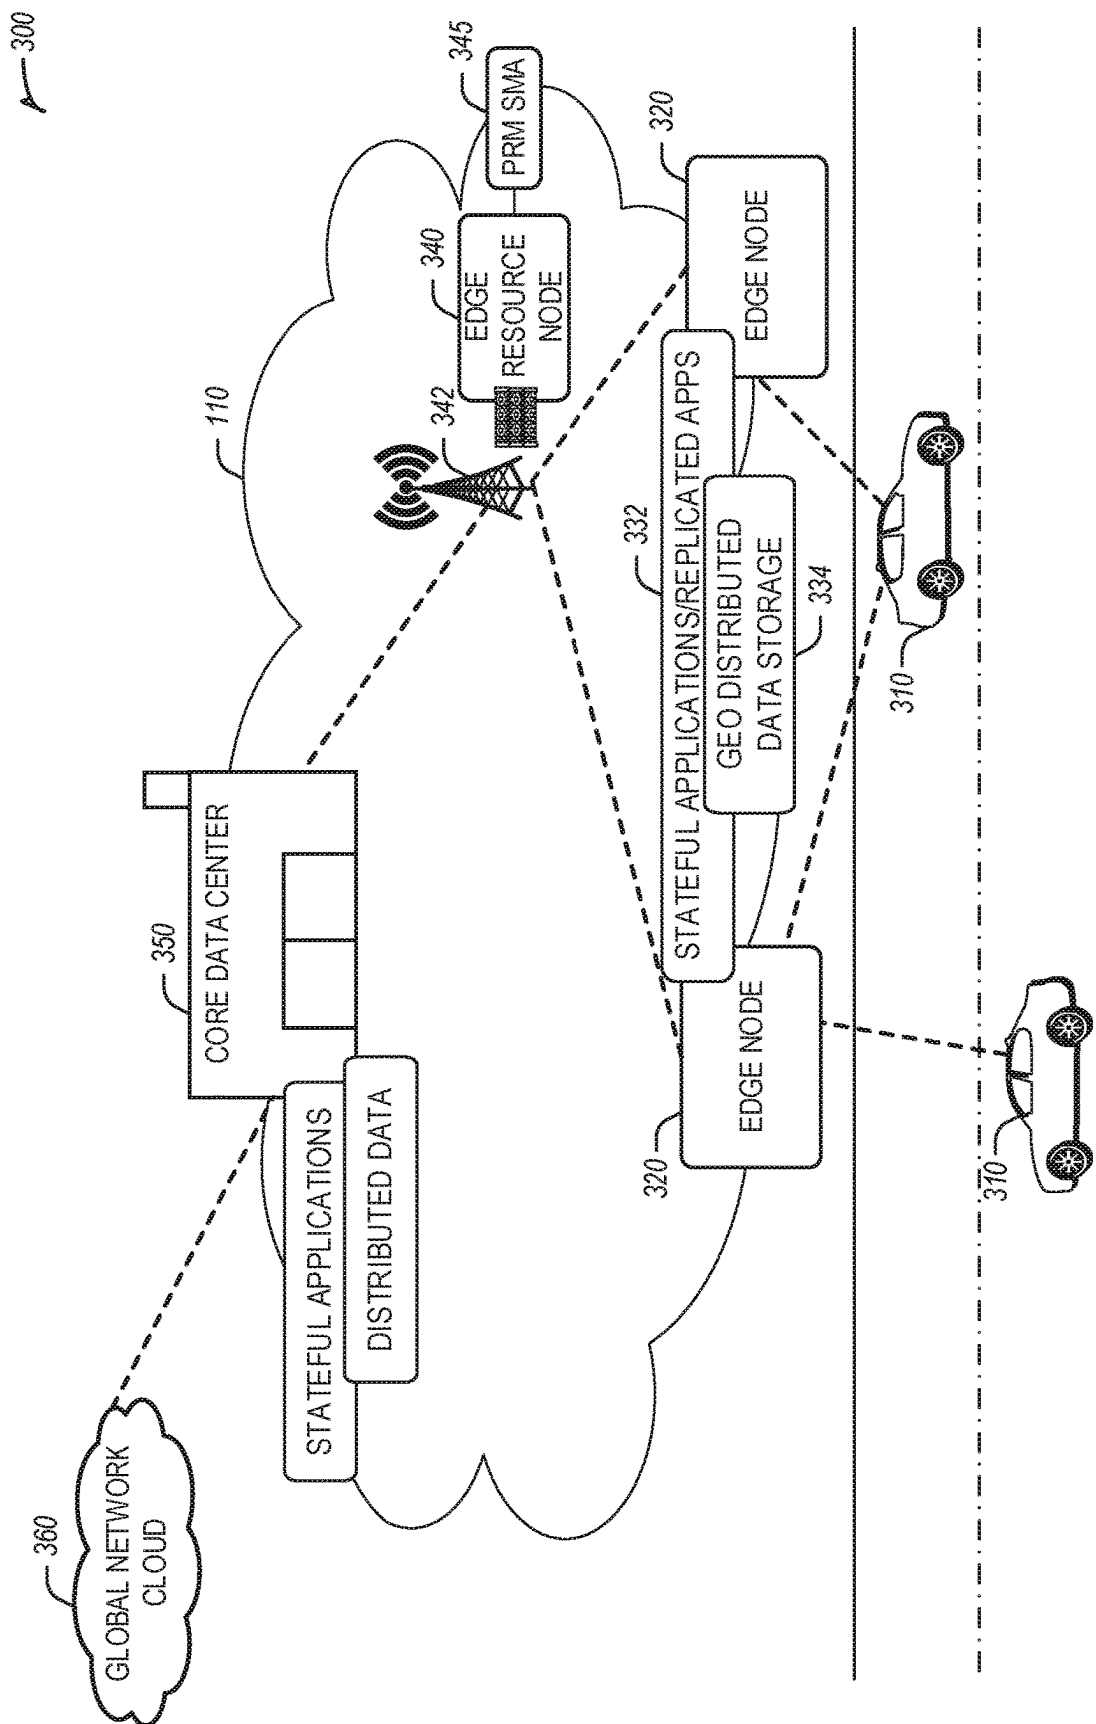 300
360
GLOBAL NETWORK
CLOUD
350
CORE DATA CENTER
STATEFUL APPLICATIONS
DISTRIBUTED DATA
110
342
340
EDGE
RESOURCE
NODE
345
PRM SMA
320
EDGE NODE
332
STATEFUL APPLICATIONS/REPLICATED APPS
GEO DISTRIBUTED
DATA STORAGE
334
320
EDGE NODE
310
310